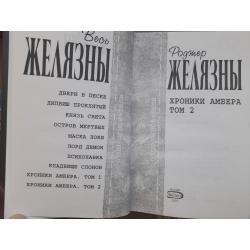 Весь
ЖЕЛЯЗНЫ
ДВЕРИ В ПЕСКЕ
ДИЛВИШ ПРОКЛЯТЫЙ
КНЯЗЬ СВЕТА
ОСТРОВ МЕРТВЫХ
МАСКА ЛОКИ
ЛОРД ДЕМОН
ПСИХОЛАВКА
КЛАДБИЩЕ СЛОНОВ
ХРОНИКИ АМБЕРА. ТОМ 1
ХРОНИКИ АМБЕРА. ТОМ 2
Роджер
ЖЕЛЯЗНЫ
ХРОНИКИ АМБЕРА
ТОМ 2